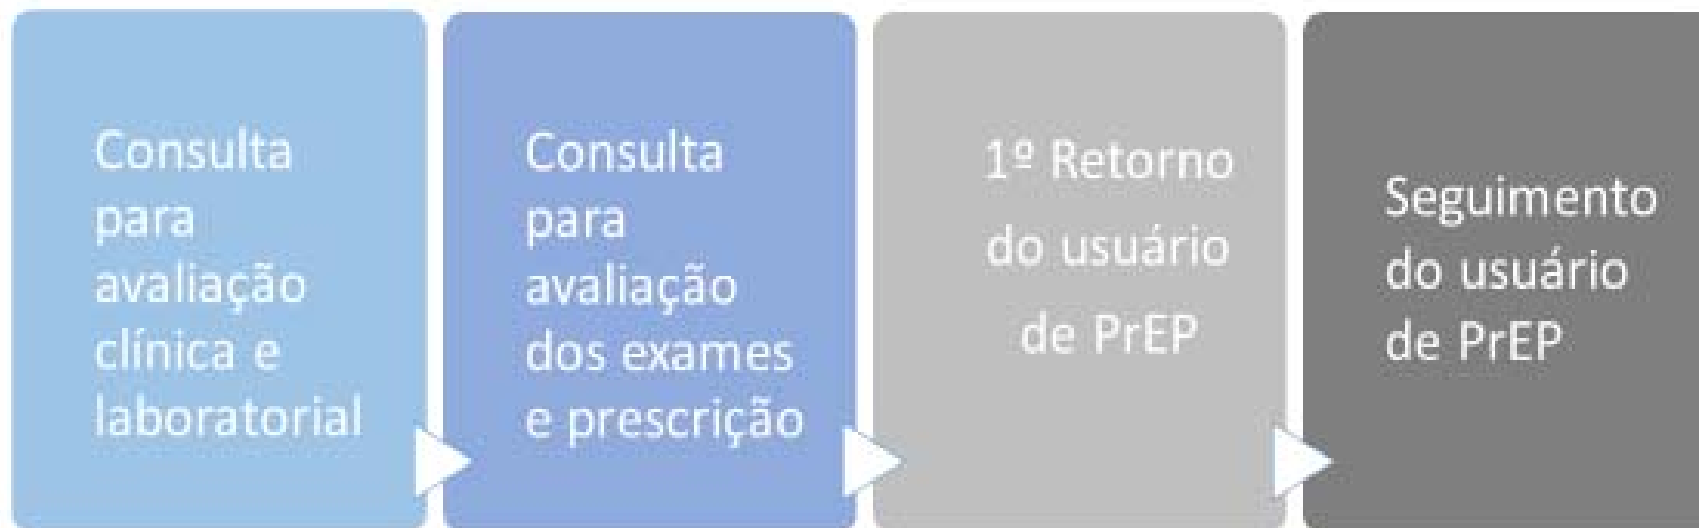 Consulta
para
avaliação
clínica e
laboratorial
Consulta
para
avaliação
dos exames
e prescrição
1º Retorno
do usuário
de PrEP
Seguimento
do usuário
de PrEP